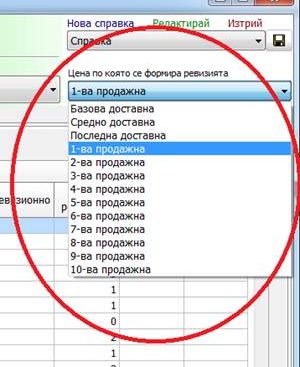 Нова справка Редактирай Изтрий
Справка
Цена по която се формира ревизията
1-ва продажна
Базова доставна
Средно доставна
Последна доставна
1-ва продажна
2-ва продажна
3-ва продажна
4-ва продажна
5-ва продажна
6-ва продажна
7-ва продажна
8-ва продажна
9-ва продажна
10-ва продажна
1
1
0
2
1